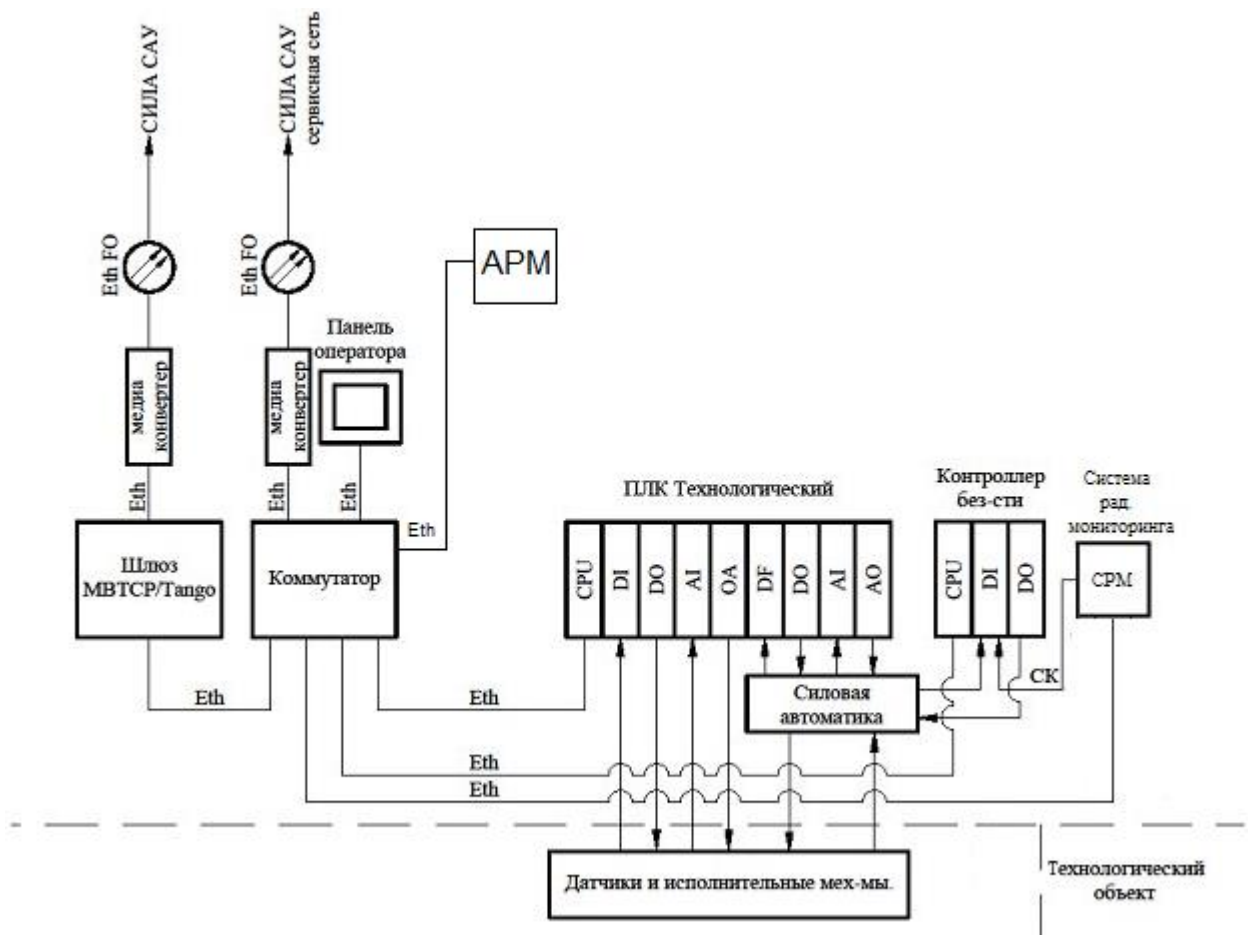 СИЛА САУ
СИЛА САУ
сервисная сеть
Eth FO
Eth FO
АРМ
Панель
оператора
медиа
конвертер
медиа
конвертер
Eth
Eth
Eth
Eth
ПЛК Технологический
Контроллер
без-сти
Система
рад.
мониторинга
Шлюз
MBTCP/Tango
Коммутатор
CPU
DI
DO
AI
OA
DF
DO
AI
AO
CPU
DI
DO
СРМ
СК
Силовая
автоматика
Eth
Eth
Eth
Eth
Датчики и исполнительные мех-мы.
Технологический
объект